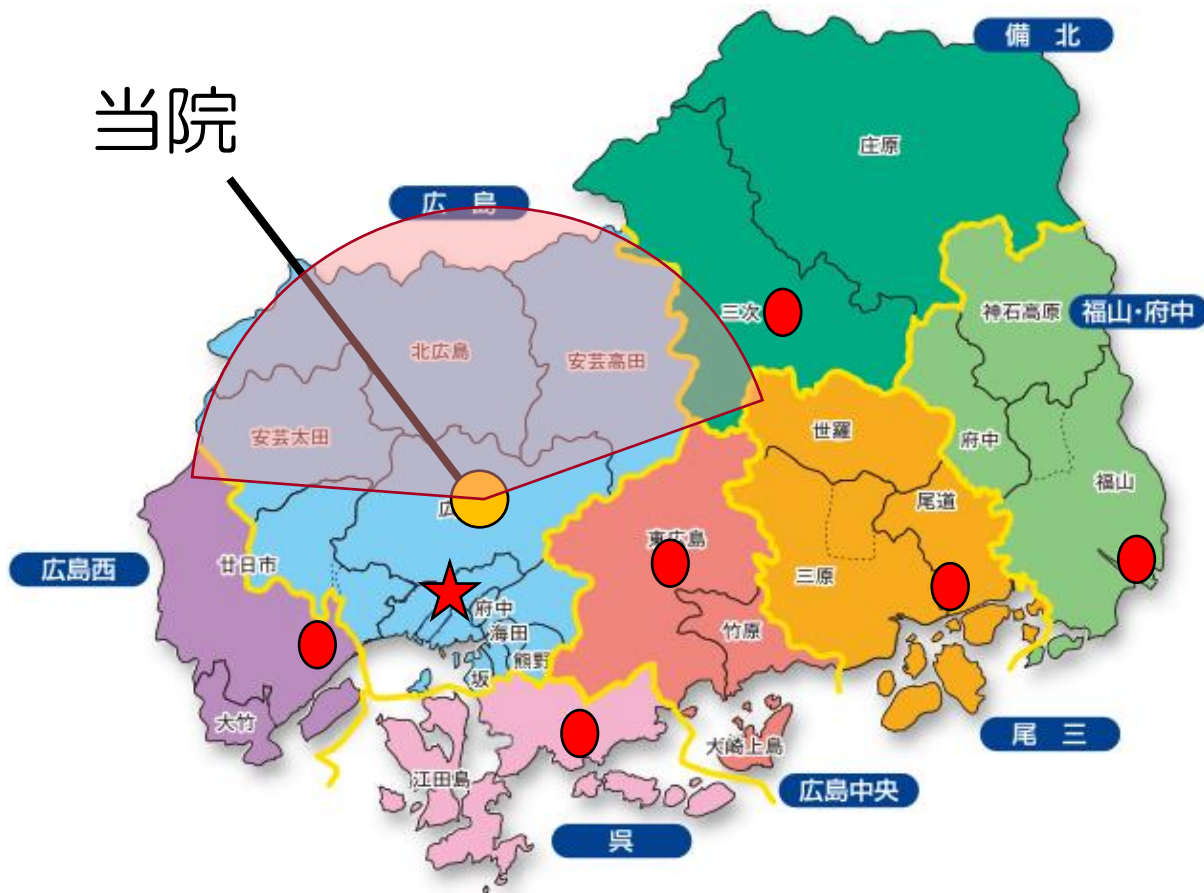 備 北
当院
庄原
広 島
三次
神石高原
福山・府中
北広島
安芸高田
安芸太田
世羅
府中
福山
尾道
広
東広島
三原
広島西
廿日市
府中
海田
竹原
熊野
坂
大竹
尾 三
大崎上島
江田島
広島中央
呉